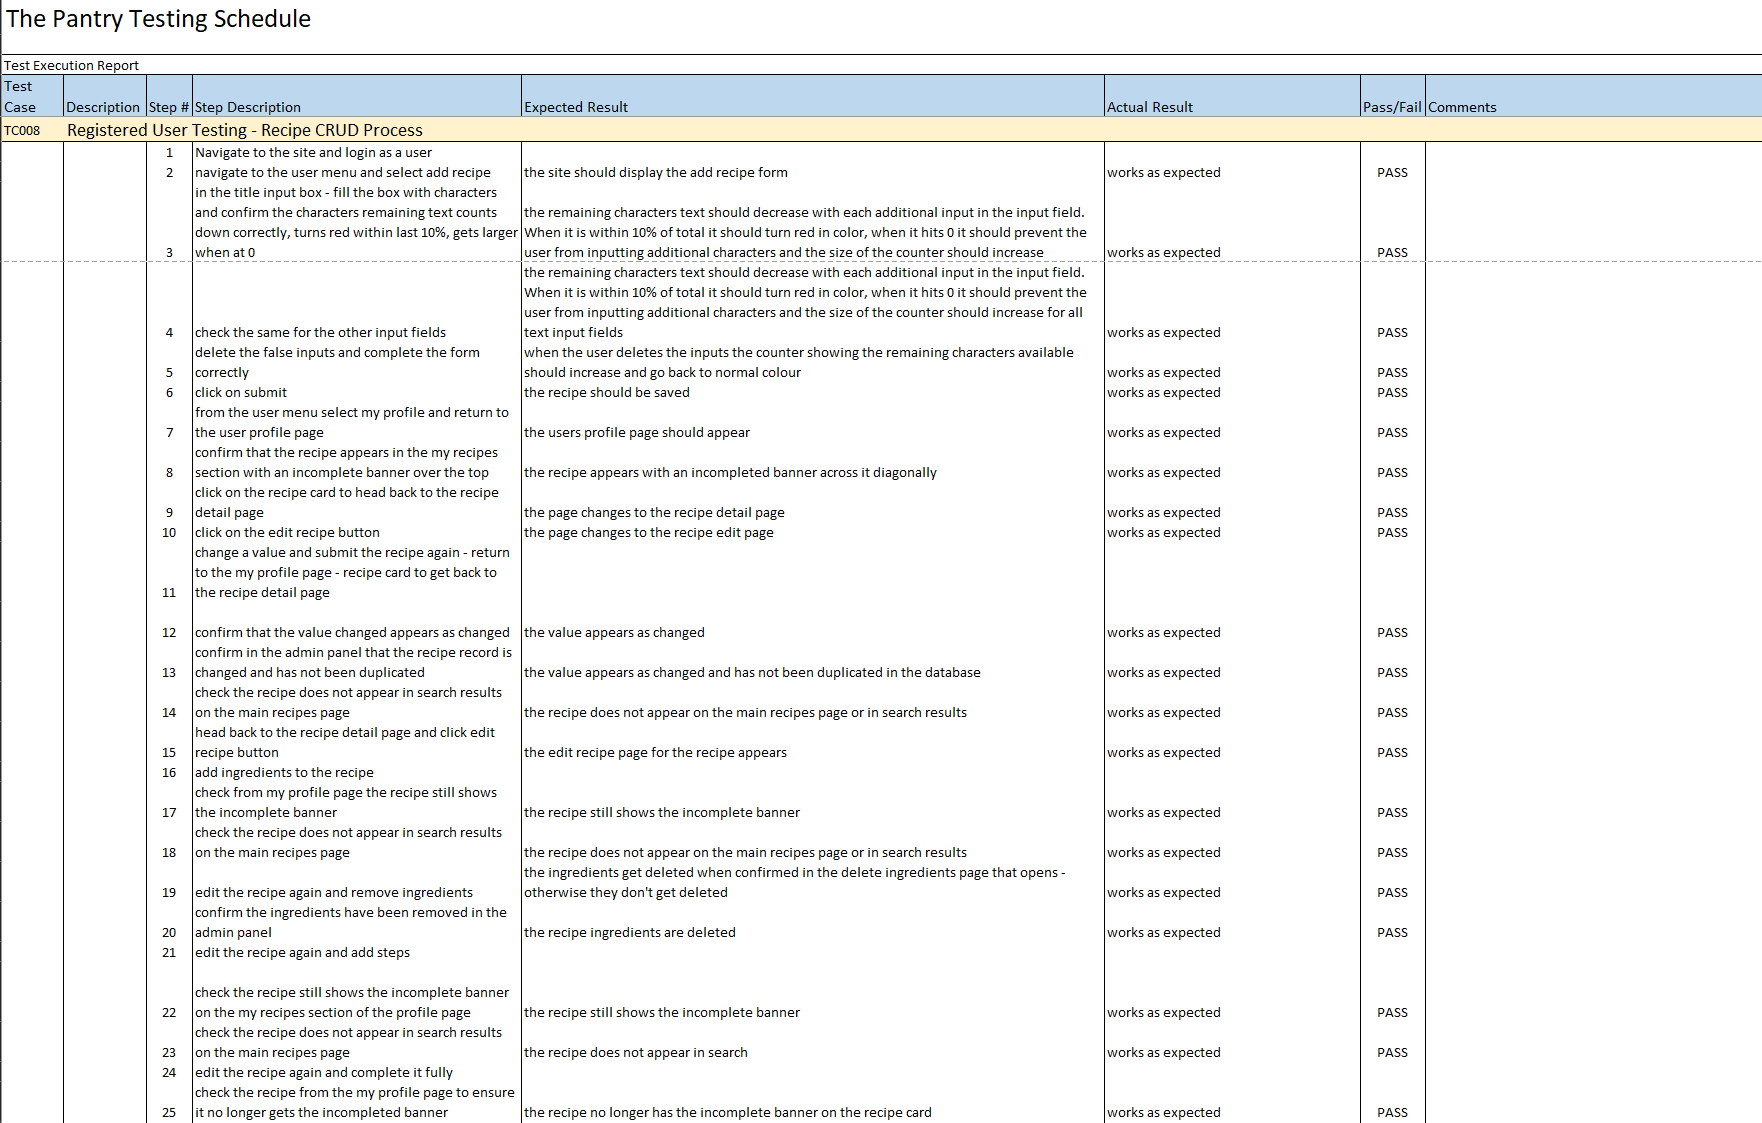 The Pantry Testing Schedule
Test Execution Report
Test
Case Description Step # Step Description Expected Result Actual Result Pass/Fail Comments
TC008 Registered User Testing - Recipe CRUD Process
1 Navigate to the site and login as a user
2 navigate to the user menu and select add recipe the site should display the add recipe form works as expected PASS
in the title input box - fill the box with characters
and confirm the characters remaining text counts the remaining characters text should decrease with each additional input in the input field.
down correctly, turns red within last 10%, gets larger When it is within 10% of total it should turn red in color, when it hits 0 it should prevent the
3 when at 0 user from inputting additional characters and the size of the counter should increase works as expected PASS
the remaining characters text should decrease with each additional input in the input field.
When it is within 10% of total it should turn red in color, when it hits 0 it should prevent the
user from inputting additional characters and the size of the counter should increase for all
4 check the same for the other input fields text input fields works as expected PASS
delete the false inputs and complete the form when the user deletes the inputs the counter showing the remaining characters available
5 correctly should increase and go back to normal colour works as expected PASS
6 click on submit the recipe should be saved works as expected PASS
from the user menu select my profile and return to
7 the user profile page the users profile page should appear works as expected PASS
confirm that the recipe appears in the my recipes
8 section with an incomplete banner over the top the recipe appears with an incompleted banner across it diagonally works as expected PASS
click on the recipe card to head back to the recipe
9 detail page the page changes to the recipe detail page works as expected PASS
10 click on the edit recipe button the page changes to the recipe edit page works as expected PASS
change a value and submit the recipe again - return
to the my profile page - recipe card to get back to
11 the recipe detail page
12 confirm that the value changed appears as changed the value appears as changed works as expected PASS
confirm in the admin panel that the recipe record is
13 changed and has not been duplicated the value appears as changed and has not been duplicated in the database works as expected PASS
check the recipe does not appear in search results
14 on the main recipes page the recipe does not appear on the main recipes page or in search results works as expected PASS
head back to the recipe detail page and click edit
15 recipe button the edit recipe page for the recipe appears works as expected PASS
16 add ingredients to the recipe
check from my profile page the recipe still shows
17 the incomplete banner the recipe still shows the incomplete banner works as expected PASS
check the recipe does not appear in search results
18 on the main recipes page the recipe does not appear on the main recipes page or in search results works as expected PASS
the ingredients get deleted when confirmed in the delete ingredients page that opens -
19 edit the recipe again and remove ingredients otherwise they don't get deleted works as expected PASS
confirm the ingredients have been removed in the
20 admin panel the recipe ingredients are deleted works as expected PASS
21 edit the recipe again and add steps
check the recipe still shows the incomplete banner
22 on the my recipes section of the profile page the recipe still shows the incomplete banner works as expected PASS
check the recipe does not appear in search results
23 on the main recipes page the recipe does not appear in search works as expected PASS
24 edit the recipe again and complete it fully
check the recipe from the my profile page to ensure
25 it no longer gets the incompleted banner the recipe no longer has the incomplete banner on the recipe card works as expected PASS